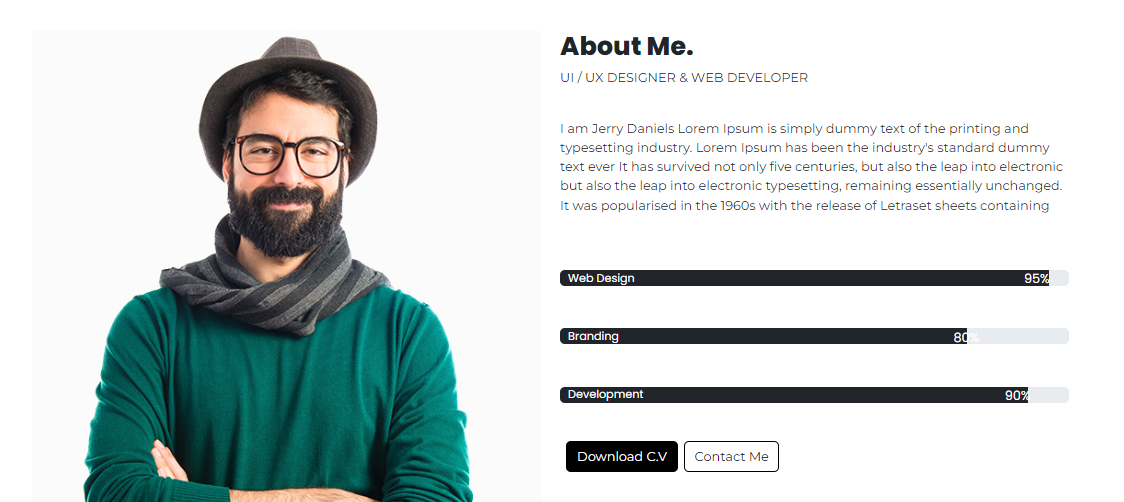 About Me.
UI / UX DESIGNER & WEB DEVELOPER
I am Jerry Daniels Lorem Ipsum is simply dummy text of the printing and
typesetting industry. Lorem Ipsum has been the industry's standard dummy
text ever It has survived not only five centuries, but also the leap into electronic
but also the leap into electronic typesetting, remaining essentially unchanged.
It was popularised in the 1960s with the release of Letraset sheets containing
Web Design 95%
Branding 80%
Development 90%
Download C.V Contact Me